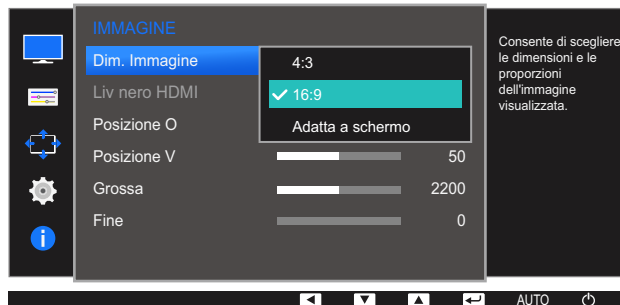 IMMAGINE
Dim. Immagine
4:3
Liv nero HDMI
16:9
Posizione O
Adatta a schermo
Posizione V 50
Grossa 2200
Fine 0
Consente di scegliere
le dimensioni e le
proporzioni
dell'immagine
visualizzata.
AUTO